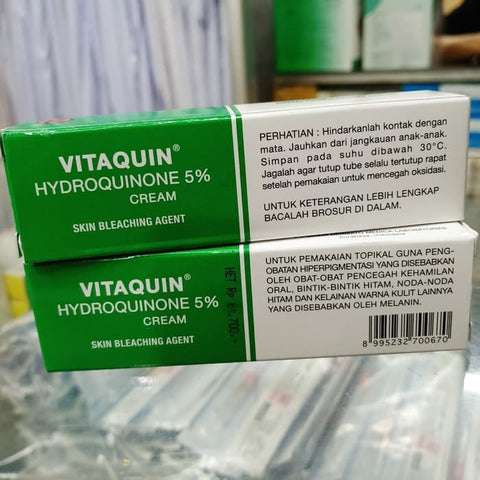 VITAQUIN®
HYDROQUINONE 5%
CREAM
SKIN BLEACHING AGENT
PERHATIAN : Hindarkanlah kontak dengan
mata. Jauhkan dari jangkauan anak-anak.
Simpan pada suhu dibawah 30°C.
Jagalah agar tutup tube selalu tertutup rapat
setelah pemakaian untuk mencegah oksidasi.
UNTUK KETERANGAN LEBIH LENGKAP
BACALAH BROSUR DI DALAM.
VITAQUIN®
HYDROQUINONE 5%
CREAM
SKIN BLEACHING AGENT
HET Rp
UNTUK PEMAKAIAN TOPIKAL GUNA PENG-
OBATAN HIPERPIGMENTASI YANG DISEBABKAN
OLEH OBAT-OBAT PENCEGAH KEHAMILAN
ORAL, BINTIK-BINTIK HITAM, NODA-NODA
HITAM DAN KELAINAN WARNA KULIT LAINNYA
YANG DISEBABKAN OLEH MELANIN.
8 995232 700670